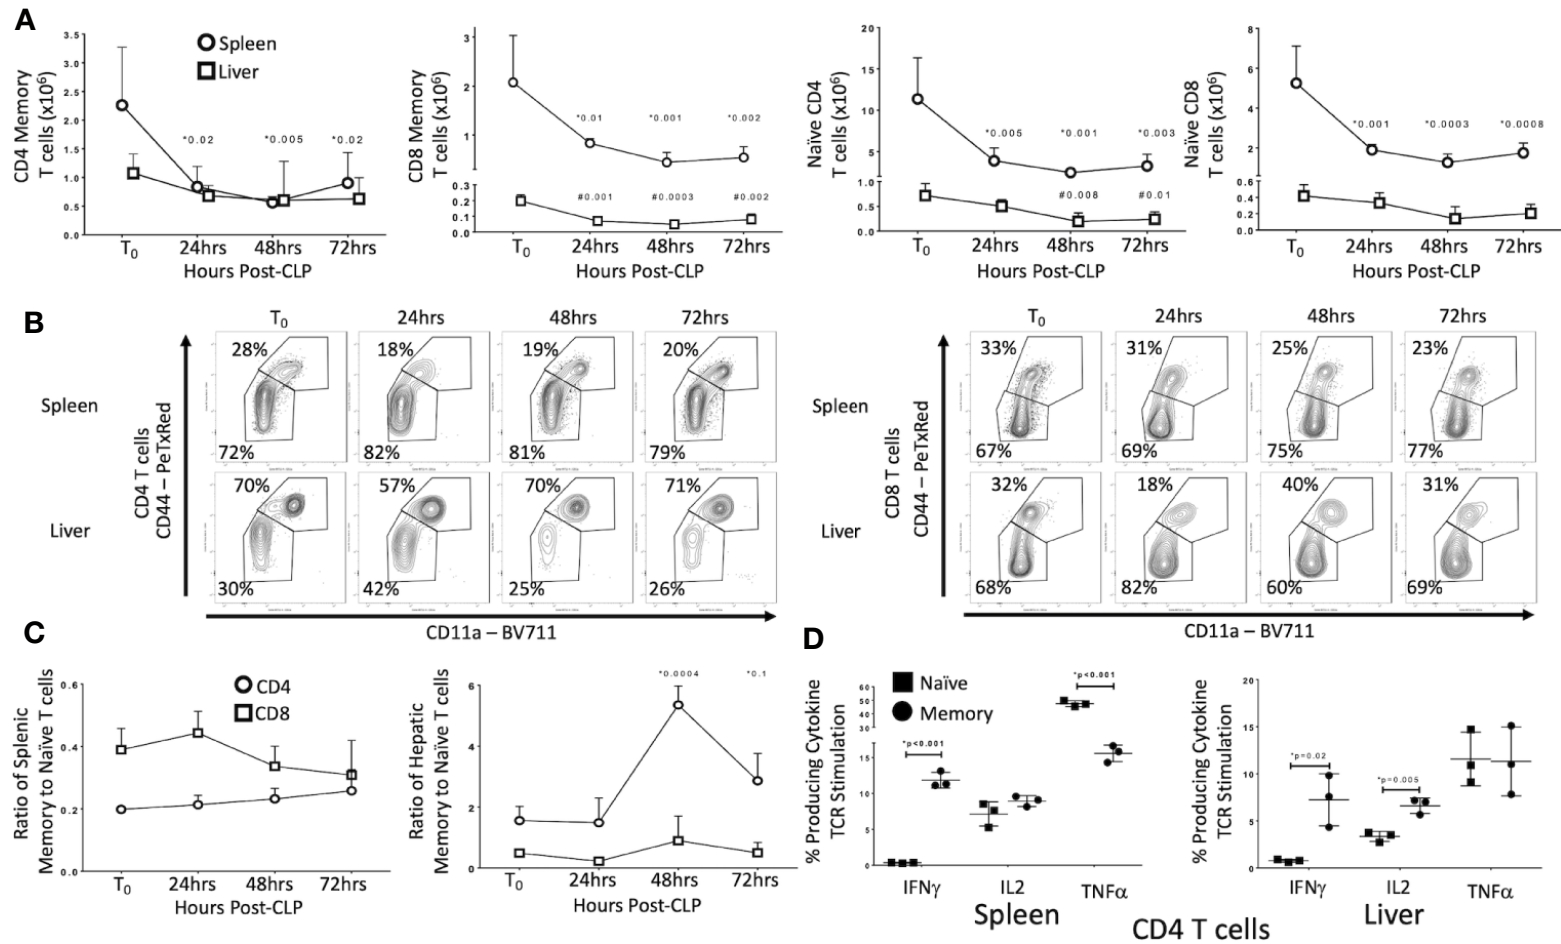 A
CD4 Memory
T cells (x10⁶)
3.5
3.0
2.5
2.0
1.5
1.0
0.5
0.0
Spleen
Liver
*0.02
*0.005
*0.02
T₀
24hrs
48hrs
72hrs
Hours Post-CLP
CD8 Memory
T cells (x10⁶)
3
2
1
0.3
0.2
0.1
0.0
*0.01
*0.001
*0.002
#0.001
#0.0003
#0.002
T₀
24hrs
48hrs
72hrs
Hours Post-CLP
Naïve CD4
T cells (x10⁶)
20
15
10
5
1.0
0.5
0.0
*0.005
*0.001
*0.003
#0.008
#0.01
T₀
24hrs
48hrs
72hrs
Hours Post-CLP
Naïve CD8
T cells (x10⁶)
8
6
4
2
0.6
0.4
0.2
0.0
*0.001
*0.0003
*0.0008
T₀
24hrs
48hrs
72hrs
Hours Post-CLP
B
T₀
24hrs
48hrs
72hrs
Spleen
28%
18%
19%
20%
72%
82%
81%
79%
Liver
70%
57%
70%
71%
30%
42%
25%
26%
CD4 T cells
CD44 – PeTxRed
CD11a – BV711
T₀
24hrs
48hrs
72hrs
Spleen
33%
31%
25%
23%
67%
69%
75%
77%
Liver
32%
18%
40%
31%
68%
82%
60%
69%
CD8 T cells
CD44 – PeTxRed
CD11a – BV711
C
Ratio of Splenic
Memory to Naïve T cells
0.6
0.4
0.2
0.0
CD4
CD8
T₀
24hrs
48hrs
72hrs
Hours Post-CLP
Ratio of Hepatic
Memory to Naïve T cells
6
4
2
0
*0.0004
*0.1
T₀
24hrs
48hrs
72hrs
Hours Post-CLP
D
% Producing Cytokine
TCR Stimulation
60
50
40
30
15
10
5
0
Naïve
Memory
*p<0.001
*p<0.001
IFNγ
IL2
TNFα
Spleen
% Producing Cytokine
TCR Stimulation
20
15
10
5
0
*p=0.02
*p=0.005
IFNγ
IL2
TNFα
Liver
CD4 T cells